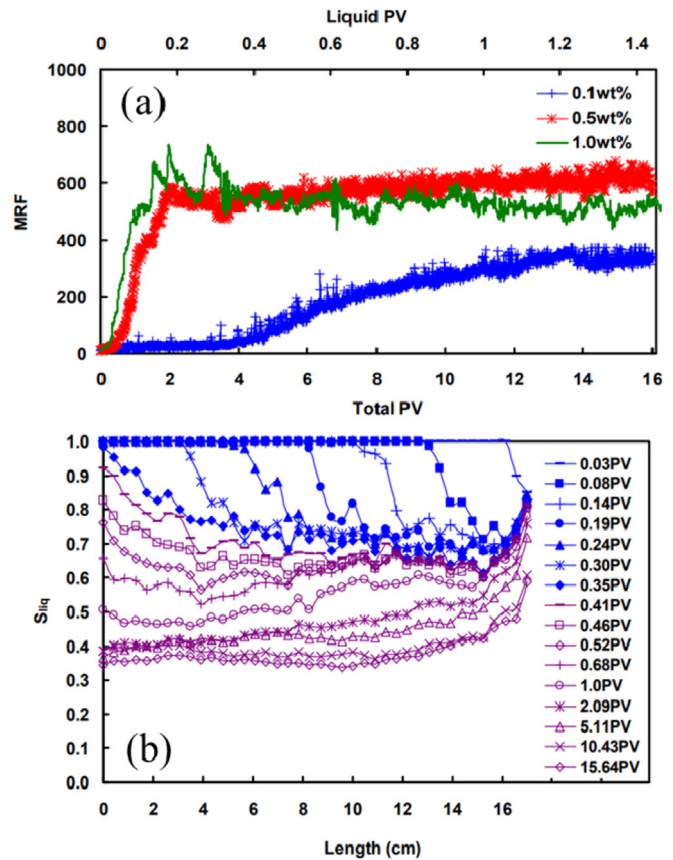 Liquid PV
0 0.2 0.4 0.6 0.8 1 1.2 1.4
1000
(a)
0.1wt%
0.5wt%
1.0wt%
800
600
MRF
400
200
0
0 2 4 6 8 10 12 14 16
Total PV
1.0
0.9
0.8
0.7
0.6
Sliq
0.5
0.4
0.3
0.2
0.1
0.0
0.03PV
0.08PV
0.14PV
0.19PV
0.24PV
0.30PV
0.35PV
0.41PV
0.46PV
0.52PV
0.68PV
1.0PV
2.09PV
5.11PV
10.43PV
15.64PV
(b)
0 2 4 6 8 10 12 14 16
Length (cm)